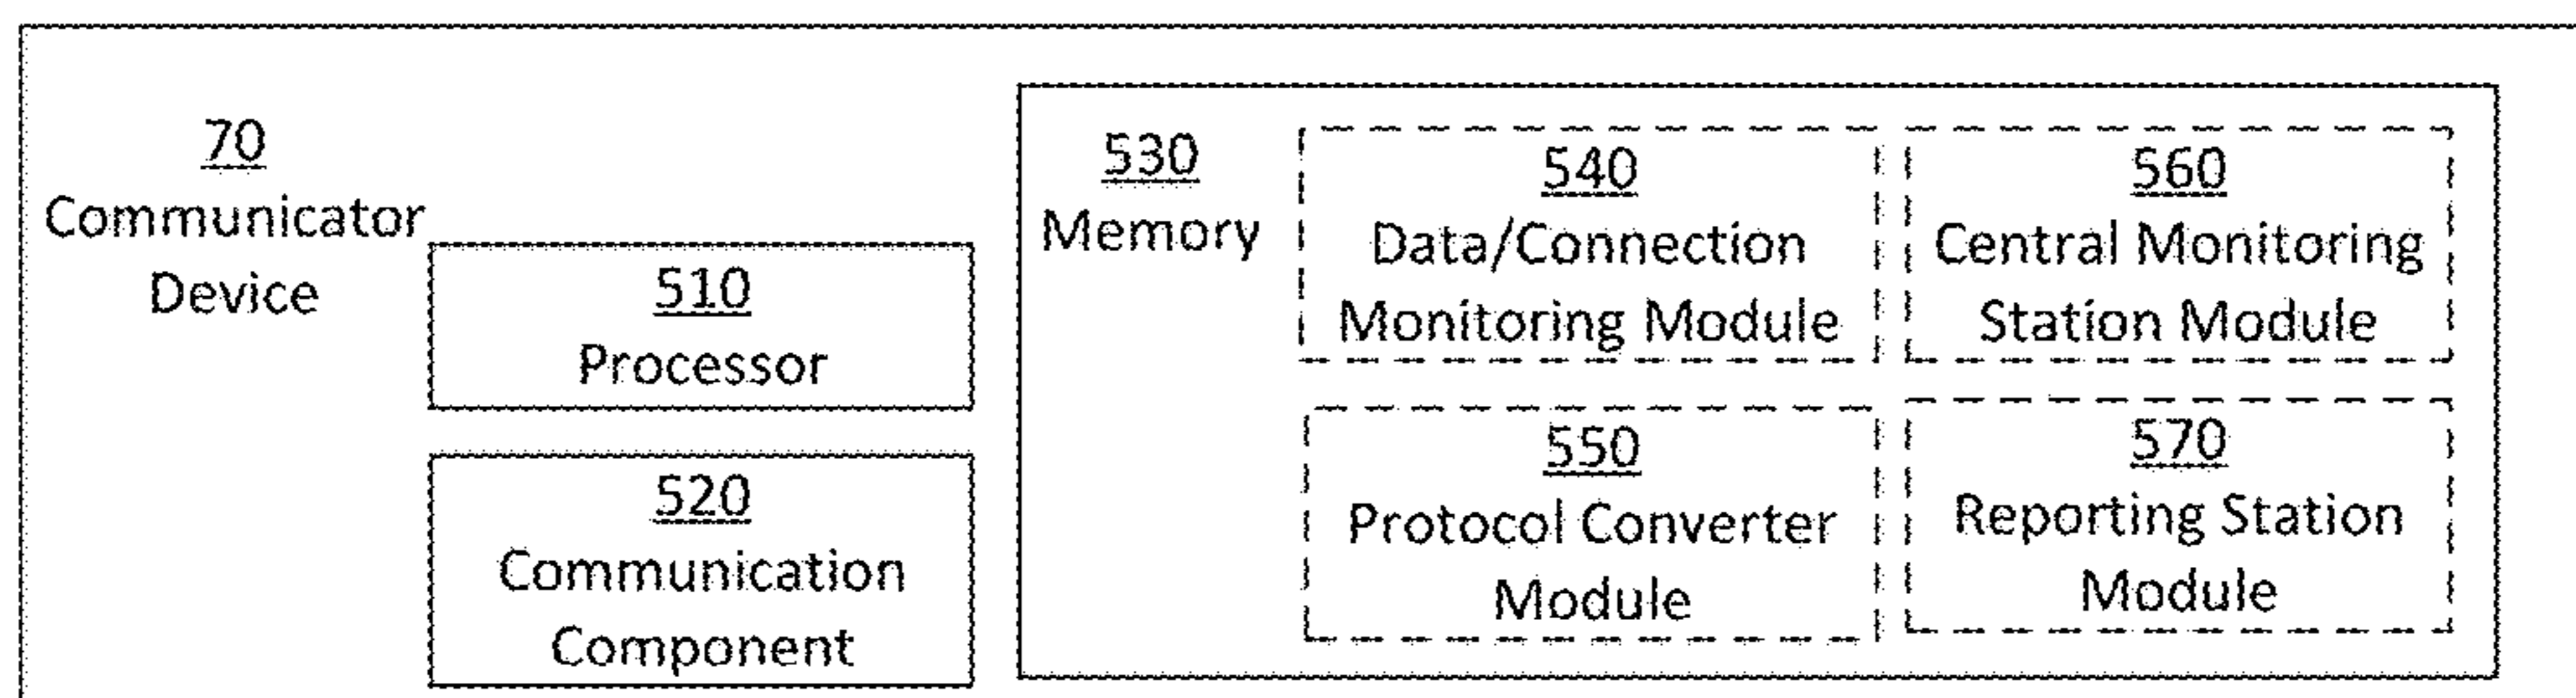 70
Communicator
Device
510
Processor
520
Communication
Component
530
Memory
540
Data/Connection
Monitoring Module
550
Protocol Converter
Module
560
Central Monitoring
Station Module
570
Reporting Station
Module